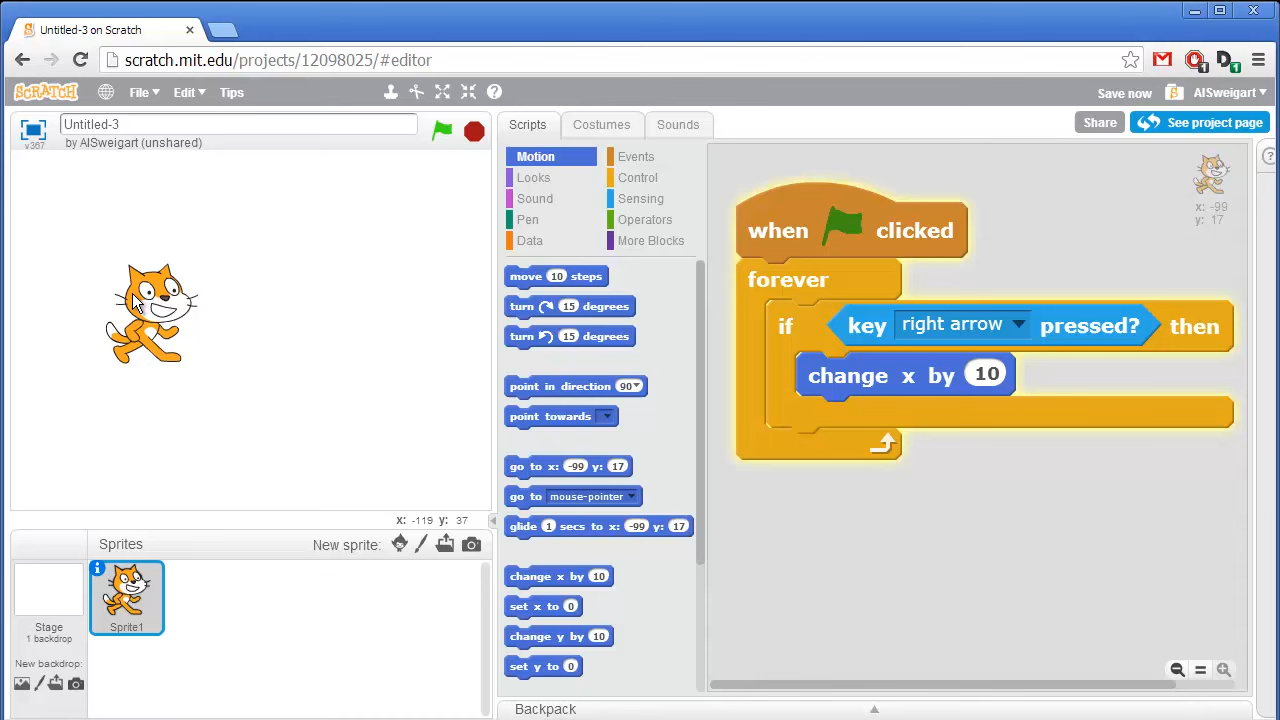 Untitled-3 on Scratch
scratch.mit.edu/projects/12098025/#editor
1
1
SCRATCH
File
Edit
Tips
Save now
AlSweigart
Untitled-3
by AlSweigart (unshared)
v367
Scripts
Costumes
Sounds
Share
See project page
Motion
Events
Looks
Control
Sound
Sensing
Pen
Operators
Data
More Blocks
move 10 steps
turn 15 degrees
turn 15 degrees
point in direction 90
point towards
go to x: -99 y: 17
go to mouse-pointer
glide 1 secs to x: -99 y: 17
change x by 10
set x to 0
change y by 10
set y to 0
x: -99
y: 17
when clicked
forever
if key right arrow pressed? then
change x by 10
x: -119 y: 37
Sprites
New sprite:
Sprite1
Stage
1 backdrop
New backdrop:
Backpack